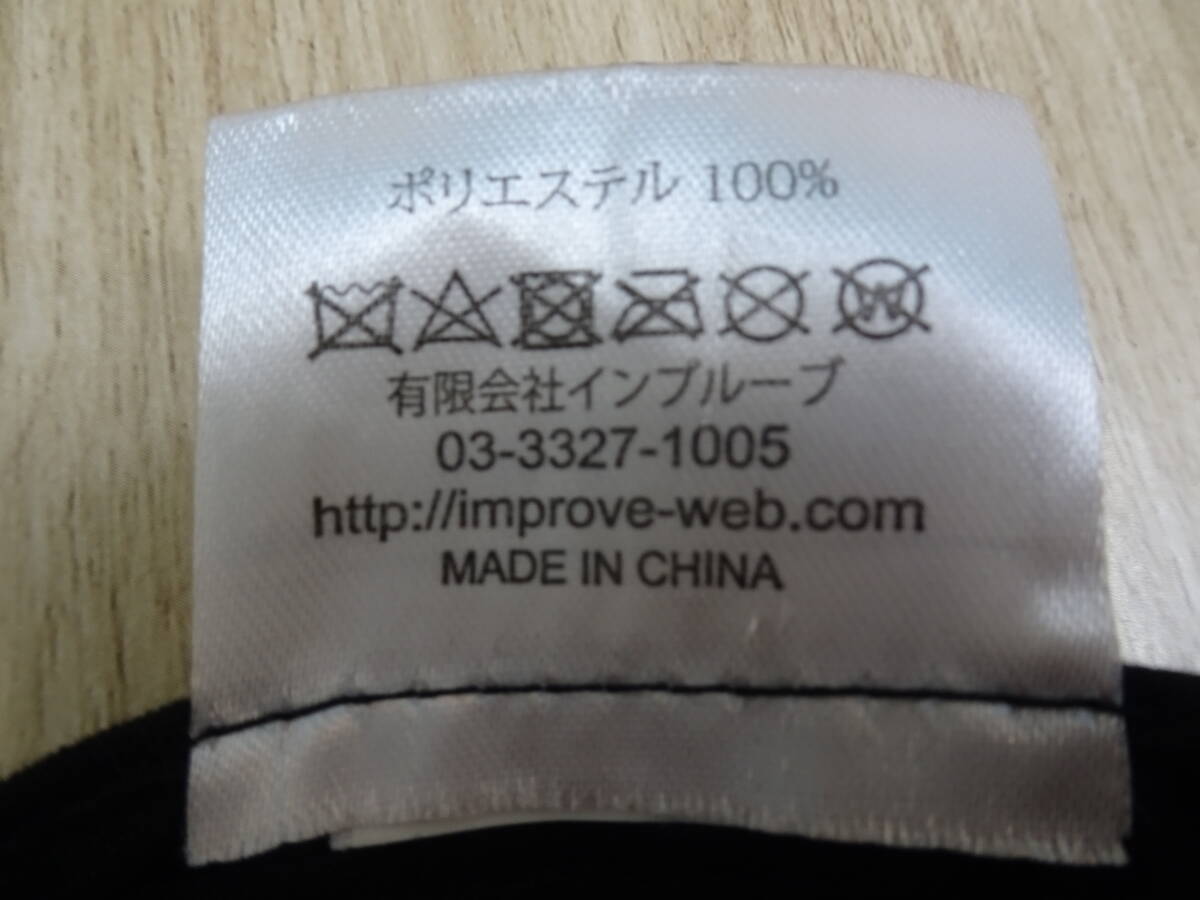 ポリエステル 100%
W
有限会社インプルーブ
03-3327-1005
http://improve-web.com
MADE IN CHINA